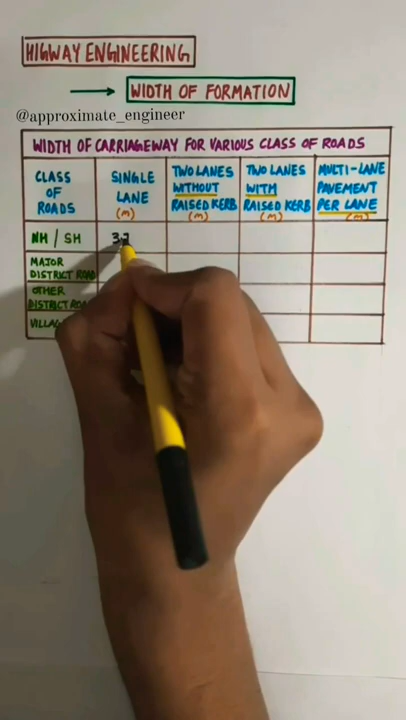 HIGWAY ENGINEERING
→ WIDTH OF FORMATION
@approximate_engineer
WIDTH OF CARRIAGEWAY FOR VARIOUS CLASS OF ROADS
CLASS OF ROADS
SINGLE LANE (m)
TWO LANES WITHOUT RAISED KERB (m)
TWO LANES WITH RAISED KERB (m)
MULTI-LANE PAVEMENT PER LANE (m)
NH / SH
MAJOR DISTRICT ROAD
OTHER DISTRICT ROAD